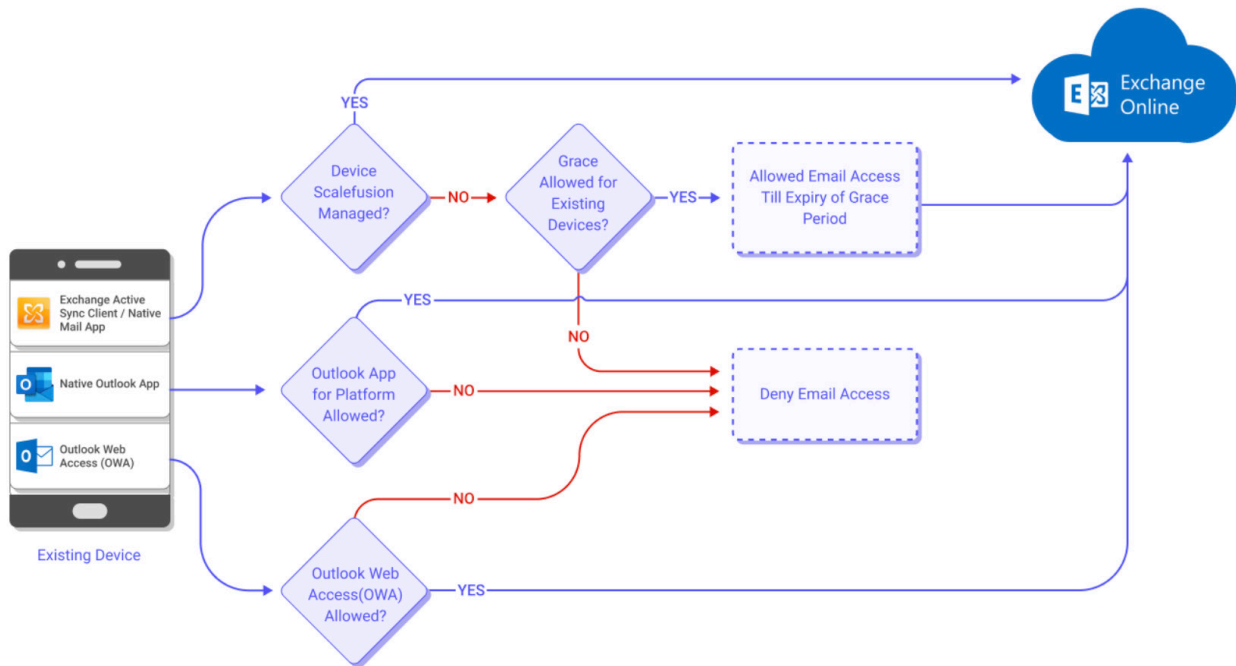 Exchange
Online
YES
Device
Scalefusion
Managed?
NO
Grace
Allowed for
Existing
Devices?
YES
Allowed Email Access
Till Expiry of Grace
Period
Exchange Active
Sync Client / Native
Mail App
YES
NO
Native Outlook App
Outlook App
for Platform
Allowed?
NO
Deny Email Access
Outlook Web
Access (OWA)
NO
Existing Device
Outlook Web
Access(OWA)
Allowed?
YES